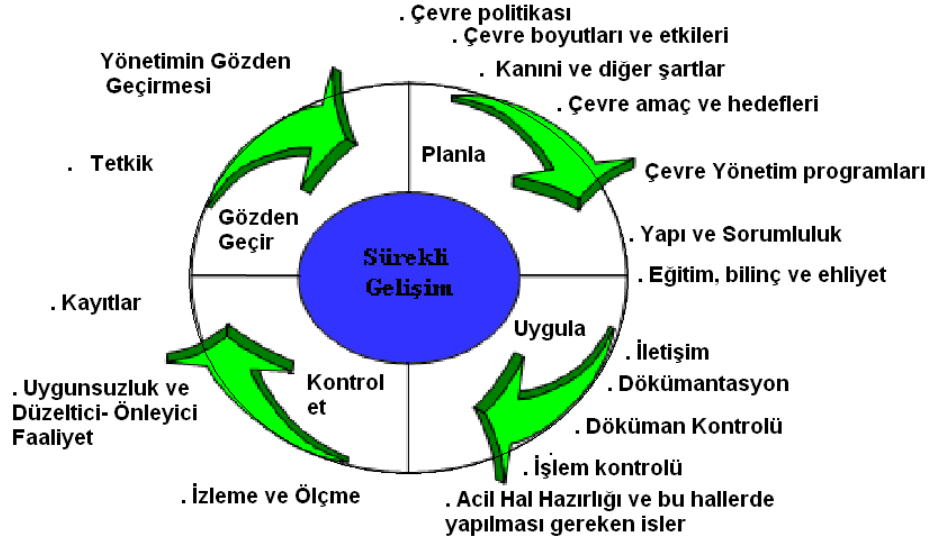 . Çevre politikası
. Çevre boyutları ve etkileri
. Kanıni ve diğer şartlar
. Çevre amaç ve hedefleri
Çevre Yönetim programları
. Yapı ve Sorumluluk
. Eğitim, bilinç ve ehliyet
. İletişim
. Dökümantasyon
. Döküman Kontrolü
. İşlem kontrolü
. Acil Hal Hazırlığı ve bu hallerde
yapılması gereken isler
. İzleme ve Ölçme
. Uygunsuzluk ve
Düzeltici- Önleyici
Faaliyet
. Kayıtlar
. Tetkik
Yönetimin Gözden
Geçirmesi
Planla
Uygula
Kontrol
et
Gözden
Geçir
Sürekli
Gelişim